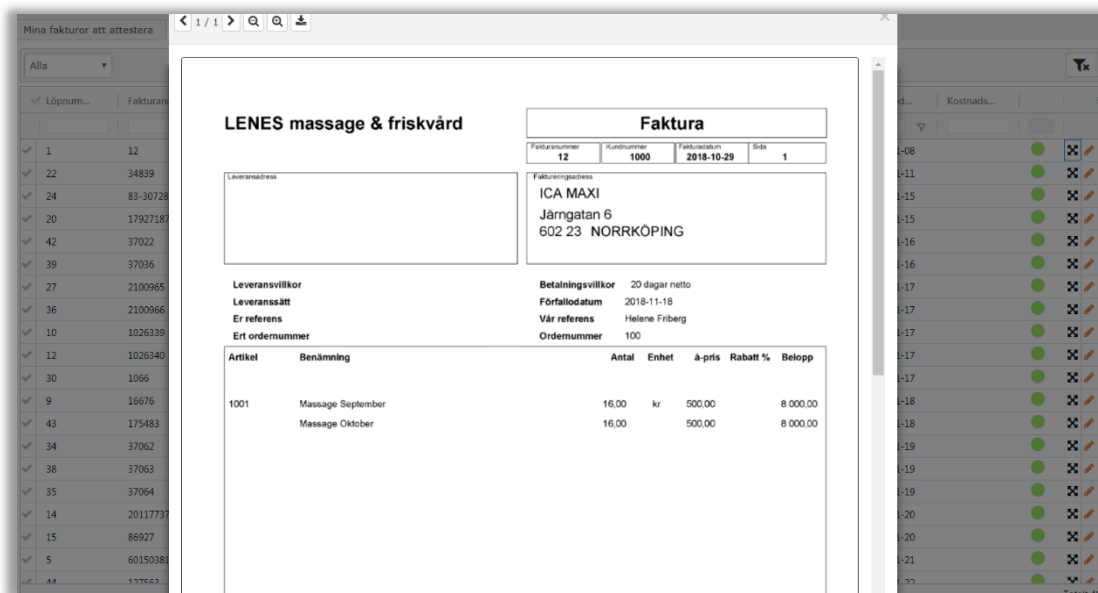 1 / 1
Mina fakturor att attestera
Alla
Löpnum...
Kostnads...
LENES massage & friskvård
Faktura
Fakturanummer Kundnummer Fakturadatum Sida
12 1000 2018-10-29 1
Leveransadress
Faktureringsadress
ICA MAXI
Järngatan 6
602 23 NORRKÖPING
Leveransvillkor
Betalningsvillkor 20 dagar netto
Leveranssätt
Förfallodatum 2018-11-18
Er referens
Vår referens Helene Friberg
Ert ordernummer
Ordernummer 100
Artikel Benämning Antal Enhet à-pris Rabatt % Belopp
1001 Massage September 16,00 kr 500,00 8 000,00
Massage Oktober 16,00 500,00 8 000,00
1 12 1-08
22 34839 1-11
24 83-30728 1-15
20 17927187 1-15
42 37022 1-16
39 37036 1-16
27 2100965 1-17
36 2100966 1-17
10 1026339 1-17
12 1026340 1-17
30 1066 1-17
9 16676 1-18
43 175483 1-18
34 37062 1-19
38 37063 1-19
35 37064 1-19
14 20117737 1-20
15 86927 1-20
5 60150381 1-21
44 127563 1-22